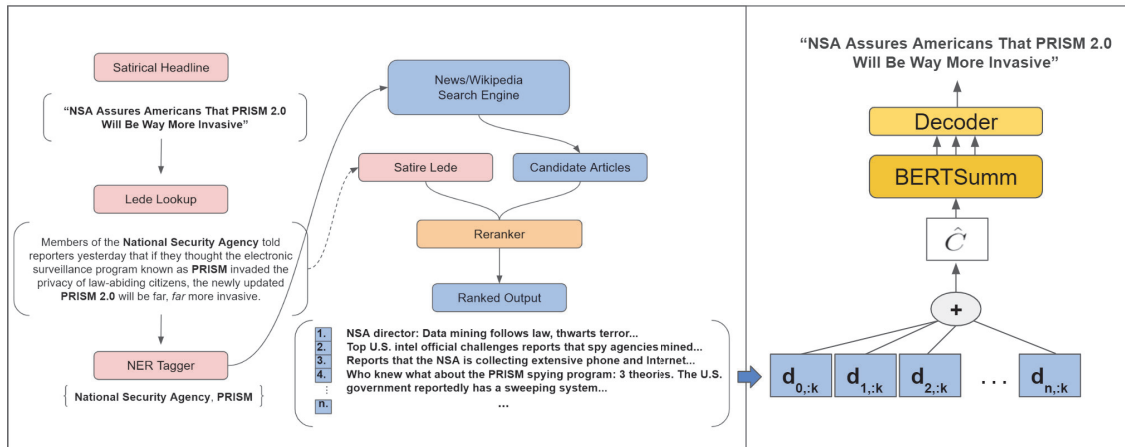 Satirical Headline
“NSA Assures Americans That PRISM 2.0
Will Be Way More Invasive”
Lede Lookup
Members of the National Security Agency told
reporters yesterday that if they thought the electronic
surveillance program known as PRISM invaded the
privacy of law-abiding citizens, the newly updated
PRISM 2.0 will be far, far more invasive.
NER Tagger
{ National Security Agency, PRISM }
News/Wikipedia
Search Engine
Satire Lede
Candidate Articles
Reranker
Ranked Output
1. NSA director: Data mining follows law, thwarts terror...
2. Top U.S. intel official challenges reports that spy agencies mined...
3. Reports that the NSA is collecting extensive phone and Internet...
4. Who knew what about the PRISM spying program: 3 theories. The U.S.
government reportedly has a sweeping system...
⋮
n. ...
“NSA Assures Americans That PRISM 2.0
Will Be Way More Invasive”
Decoder
BERTSumm
Ĉ
+
d0,:k d1,:k d2,:k ... dn,:k